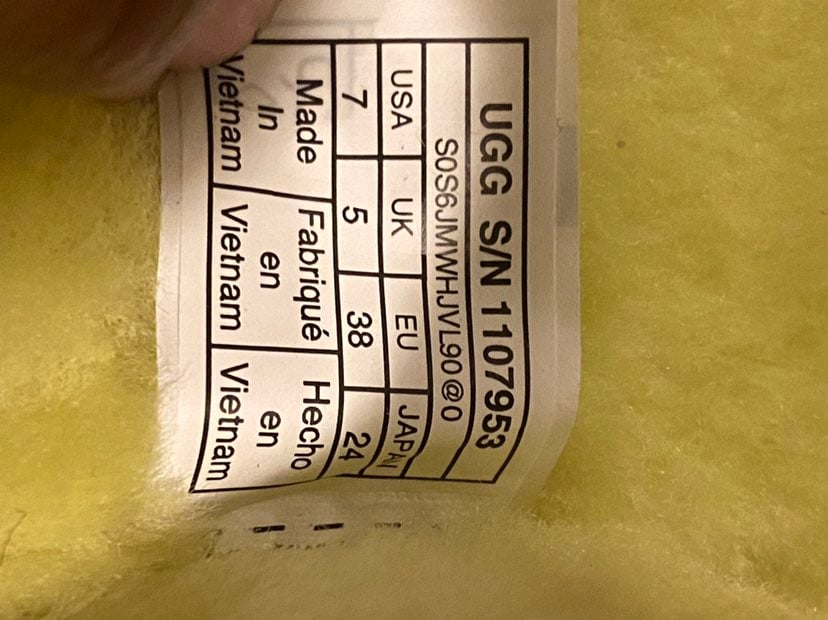 UGG S/N 1107953
S0S6JMWHJVL90@0
USA UK EU JAPAN
7 5 38 24
Made Fabriqué Hecho
In en en
Vietnam Vietnam Vietnam